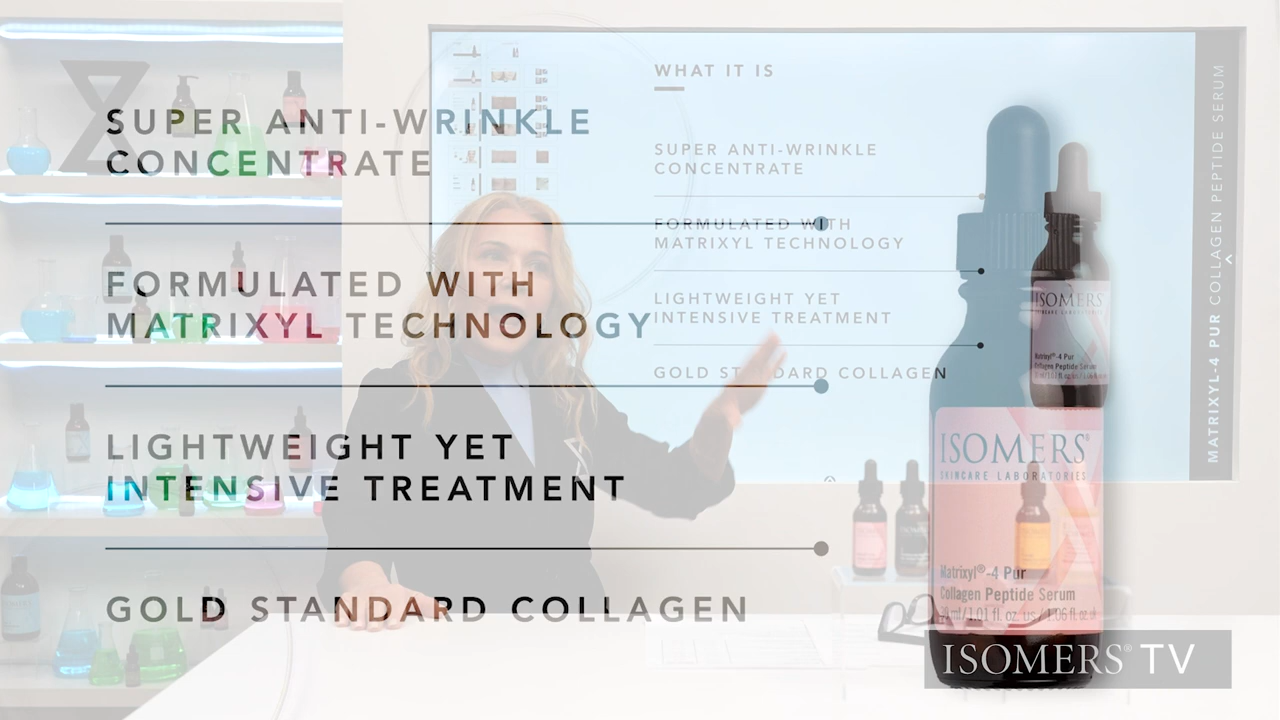 SUPER ANTI-WRINKLE
CONCENTRATE
FORMULATED WITH
MATRIXYL TECHNOLOGY
LIGHTWEIGHT YET
INTENSIVE TREATMENT
GOLD STANDARD COLLAGEN
WHAT IT IS
SUPER ANTI-WRINKLE
CONCENTRATE
FORMULATED WITH
MATRIXYL TECHNOLOGY
LIGHTWEIGHT YET
INTENSIVE TREATMENT
GOLD STANDARD COLLAGEN
MATRIXYL-4 PUR COLLAGEN PEPTIDE SERUM
ISOMERS
Matrixyl®-4 Pur
Collagen Peptide Serum
ISOMERS®
SKINCARE LABORATORIES
Matrixyl®-4 Pur
Collagen Peptide Serum
ISOMERS® TV